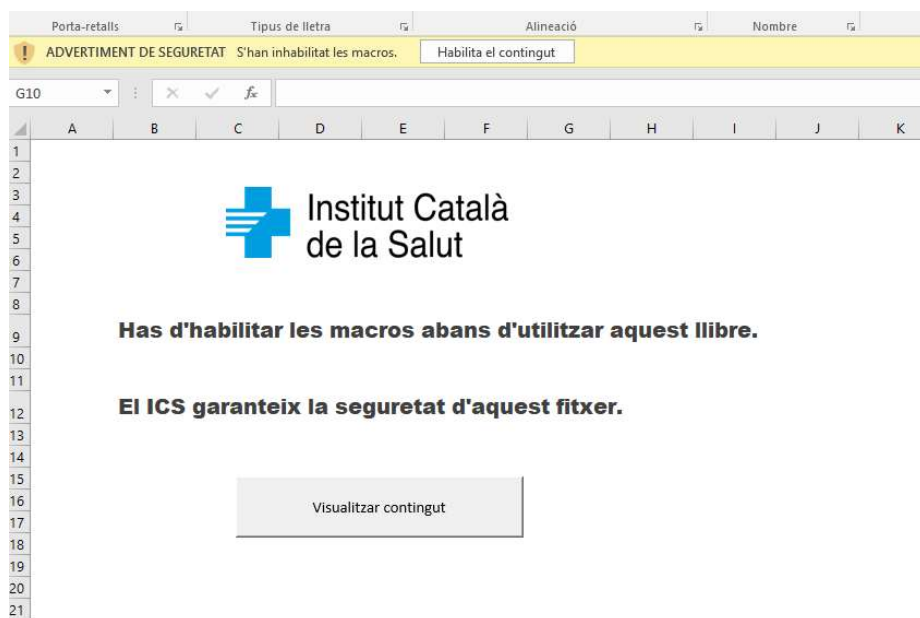 Porta-retalls Tipus de lletra Alineació Nombre
ADVERTIMENT DE SEGURETAT S'han inhabilitat les macros. Habilita el contingut
G10 fx
A B C D E F G H I J K
1
2
3
4
5
6
7
8
9
10
11
12
13
14
15
16
17
18
19
20
21
Institut Català
de la Salut
Has d'habilitar les macros abans d'utilitzar aquest llibre.
El ICS garanteix la seguretat d'aquest fitxer.
Visualitzar contingut